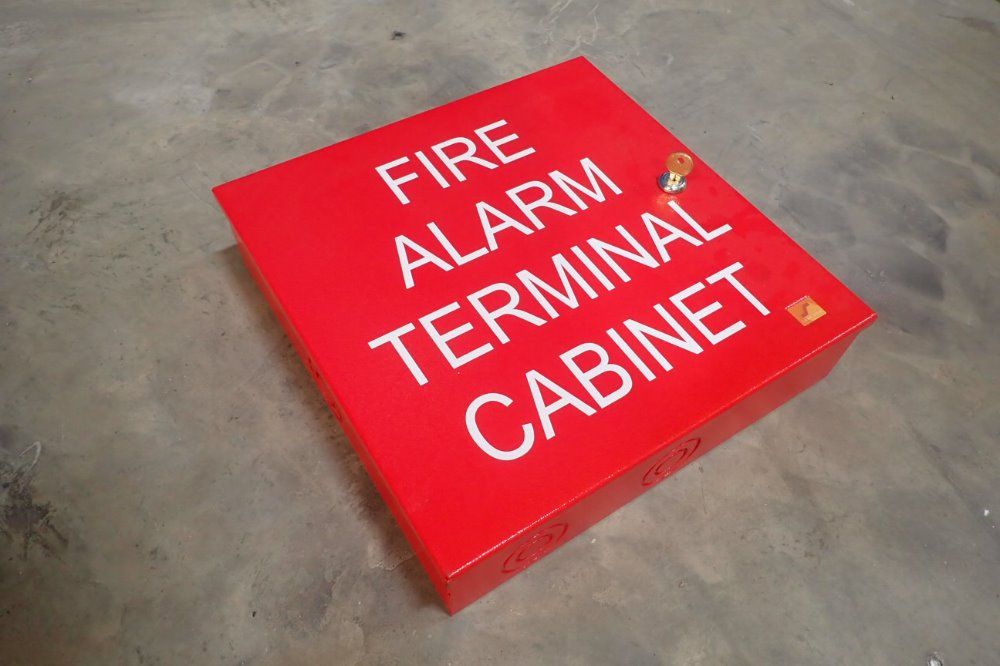 FIRE
ALARM
TERMINAL
CABINET